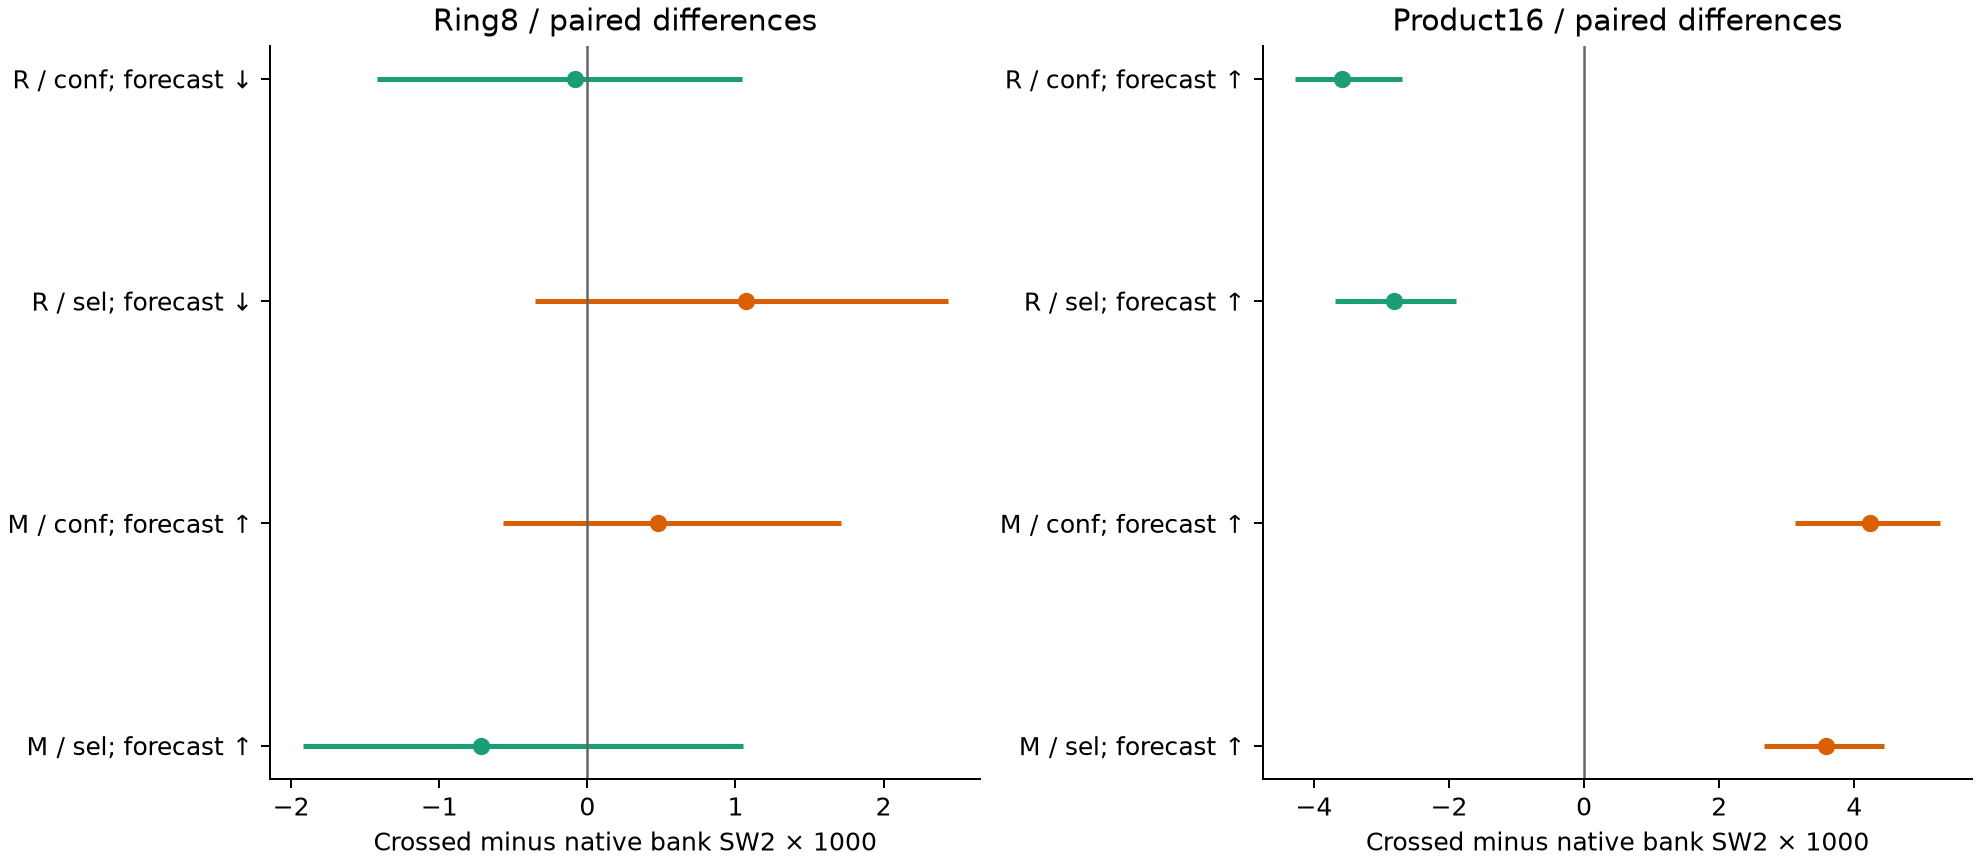 Ring8 / paired differences
R / conf; forecast ↓
R / sel; forecast ↓
M / conf; forecast ↑
M / sel; forecast ↑
−2 −1 0 1 2
Crossed minus native bank SW2 × 1000
Product16 / paired differences
R / conf; forecast ↑
R / sel; forecast ↑
M / conf; forecast ↑
M / sel; forecast ↑
−4 −2 0 2 4
Crossed minus native bank SW2 × 1000